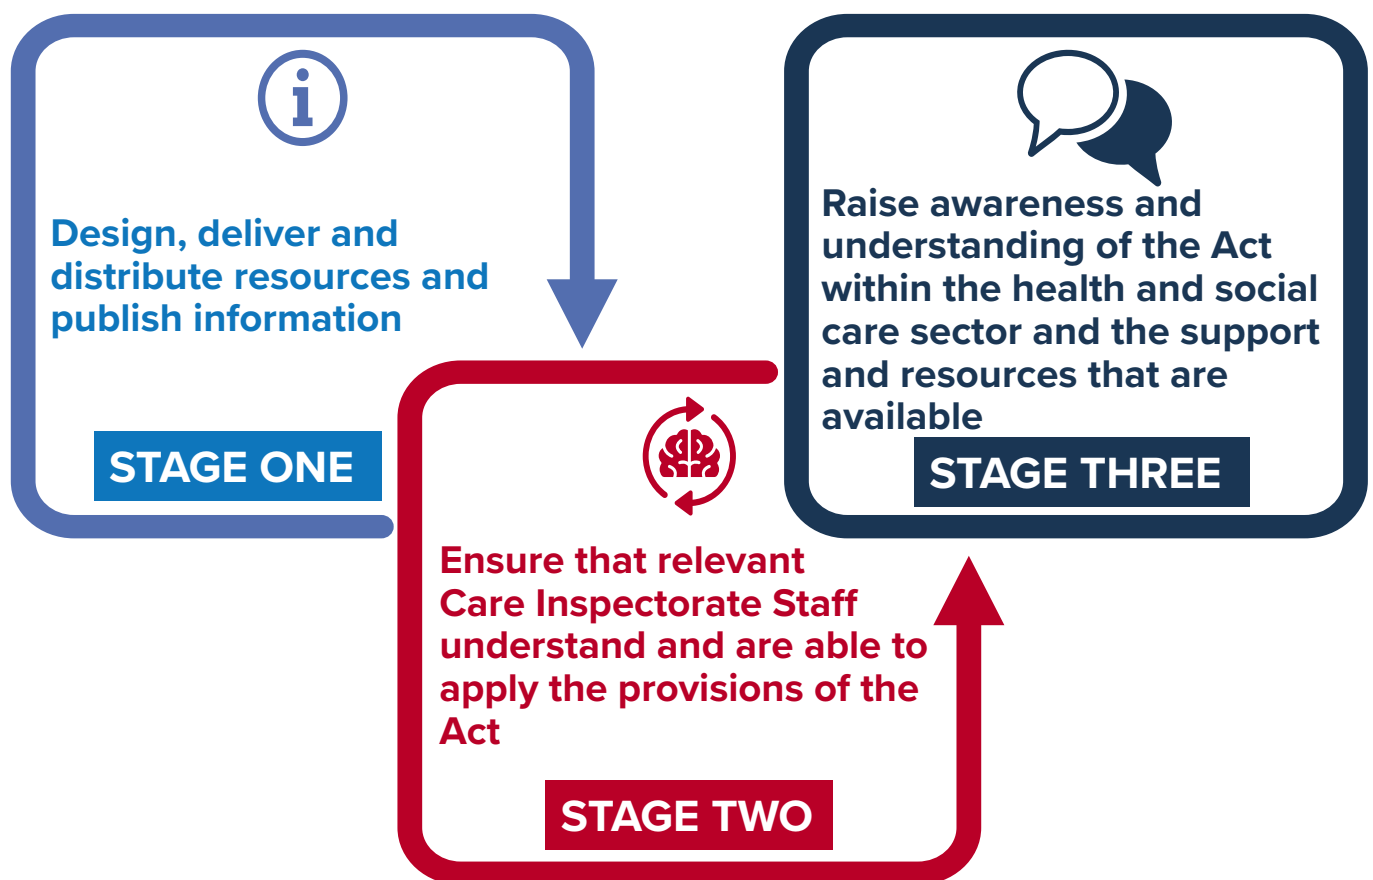 Design, deliver and
distribute resources and
publish information
STAGE ONE
Ensure that relevant
Care Inspectorate Staff
understand and are able to
apply the provisions of the
Act
STAGE TWO
Raise awareness and
understanding of the Act
within the health and social
care sector and the support
and resources that are
available
STAGE THREE